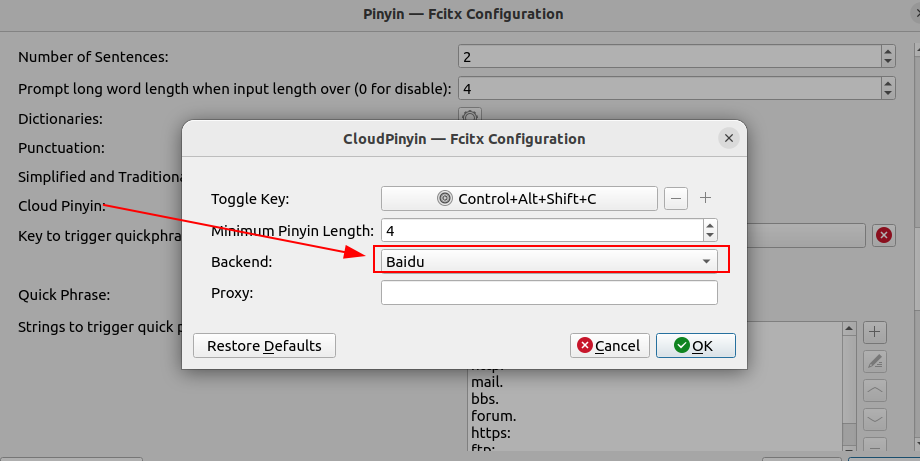 Pinyin — Fcitx Configuration
Number of Sentences: 2
Prompt long word length when input length over (0 for disable): 4
Dictionaries:
Punctuation:
CloudPinyin — Fcitx Configuration
Simplified and Traditiona
Toggle Key: Control+Alt+Shift+C
Cloud Pinyin:
Minimum Pinyin Length: 4
Key to trigger quickphra
Backend: Baidu
Proxy:
Quick Phrase:
Strings to trigger quick p
Restore Defaults Cancel OK
mail.
bbs.
forum.
https:
ftp: